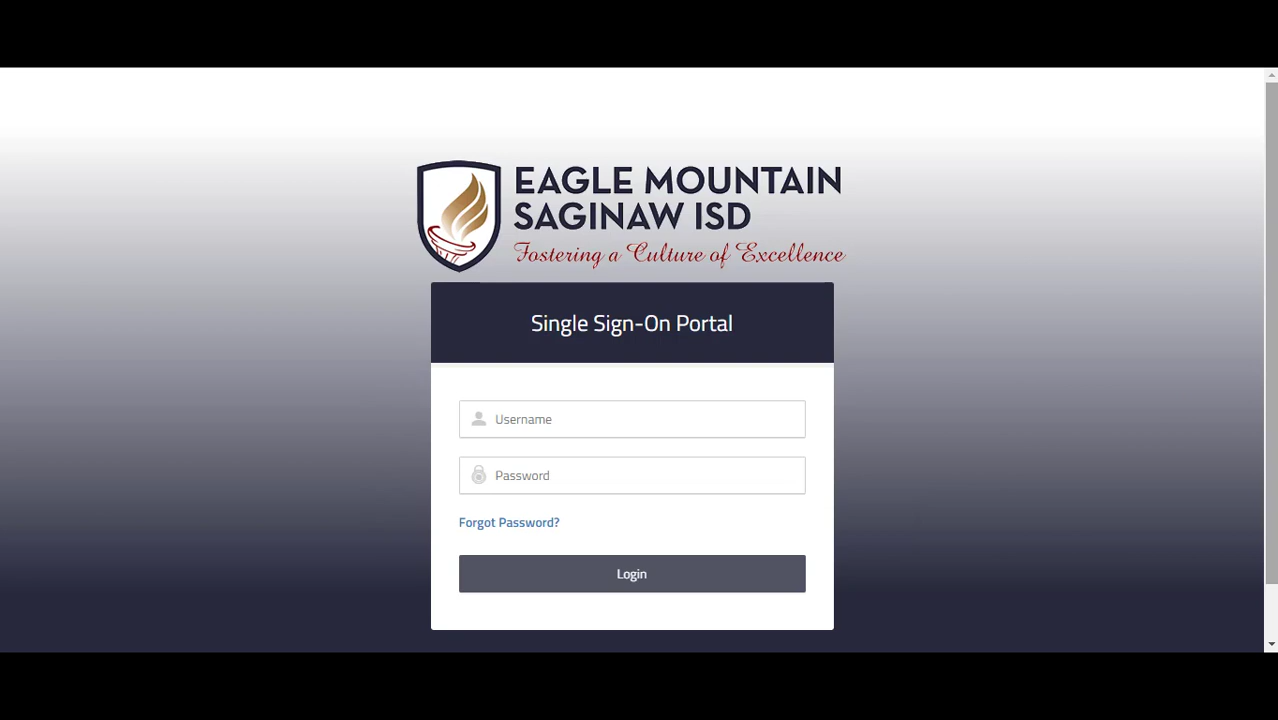 EAGLE MOUNTAIN
SAGINAW ISD
Fostering a Culture of Excellence
Single Sign-On Portal
Username
Password
Forgot Password?
Login